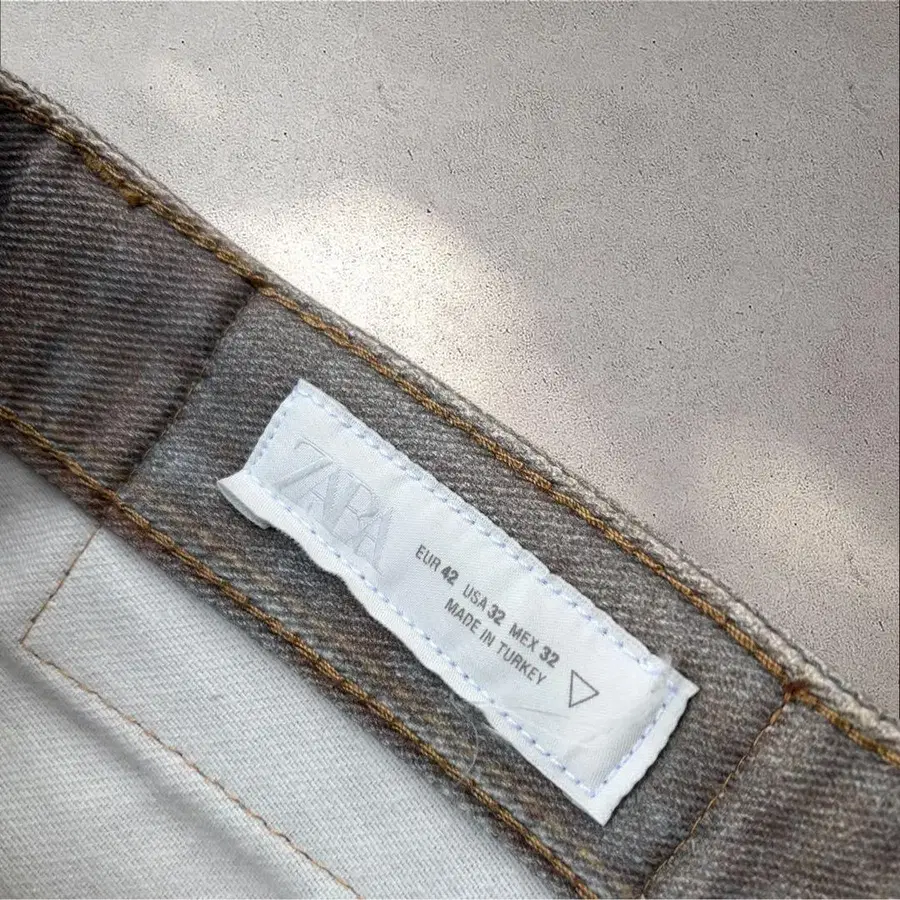 ZARA
EUR 42 USA 32 MEX 32
MADE IN TURKEY